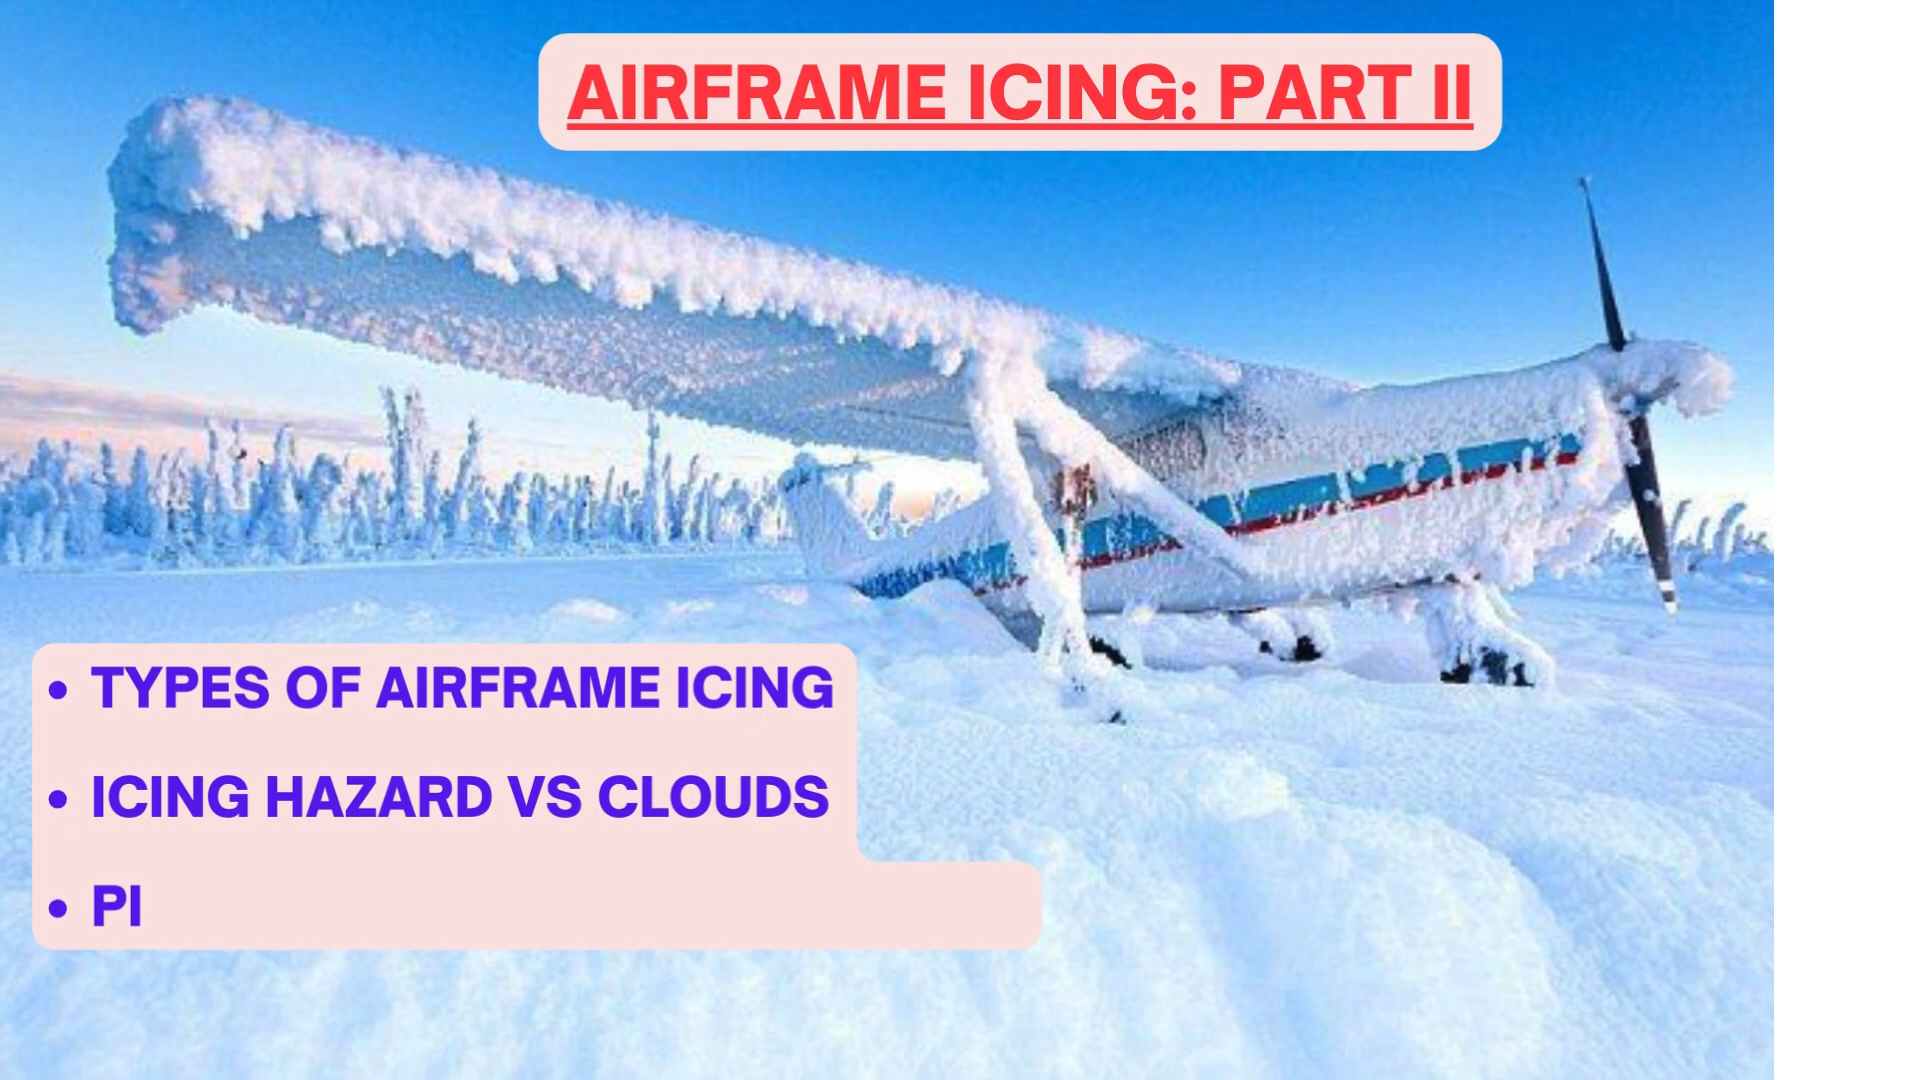 AIRFRAME ICING: PART II
• TYPES OF AIRFRAME ICING
• ICING HAZARD VS CLOUDS
• PI